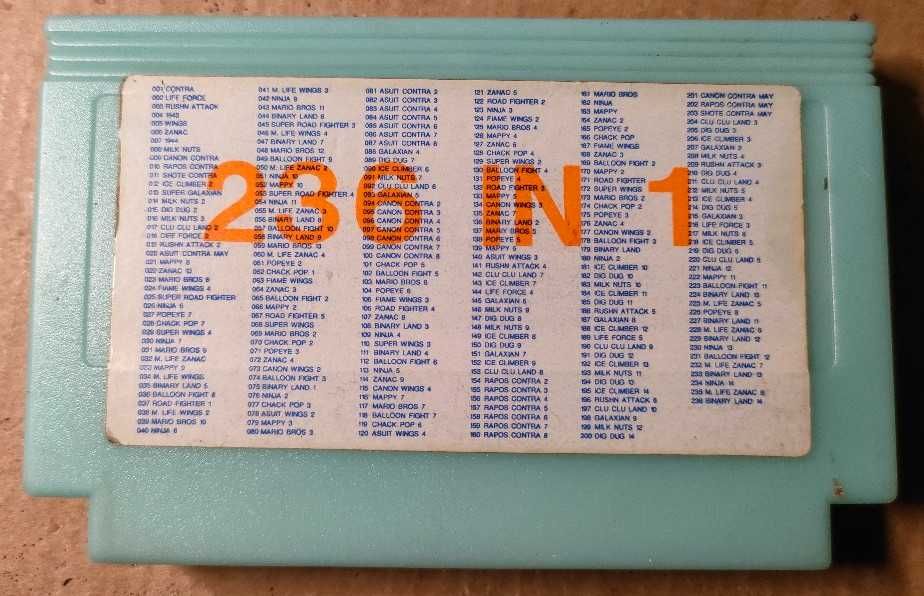 236 IN 1
001 CONTRA
002 LIFE FORCE
003 RUSHN ATTACK
004 1943
005 WINGS
006 ZANAC
007 1944
008 MILK NUTS
009 CANON CONTRA
010 RAPOS CONTRA
011 SHOTE CONTRA
012 ICE CLIMBER 2
013 SUPER GALAXIAN
014 MILK NUTS 2
015 DIG DUG 2
016 MILK NUTS 3
017 CLU CLU LAND 2
018 LIFE FORCE 2
019 RUSHN ATTACK 2
020 ASUIT CONTRA MAY
021 MAPPY 8
022 ZANAC 10
023 MARIO BROS 8
024 FIAME WINGS 4
025 SUPER ROAD FIGHTER
026 NINJA 6
027 POPEYE 7
028 CHACK POP 7
029 SUPER WINGS 4
030 NINJA 7
031 MARIO BROS 9
032 M. LIFE ZANAC
033 MAPPY 9
034 M. LIFE WINGS
035 BINARY LAND 5
036 BALLOON FIGHT 8
037 ROAD FIGHTER 1
038 M. LIFE WINGS 2
039 MARIO BROS 10
040 NINJA 8
041 M. LIFE WINGS 3
042 NINJA 9
043 MARIO BROS 11
044 BINARY LAND 6
045 SUPER ROAD FIGHTER 3
046 M. LIFE WINGS 4
047 BINARY LAND 7
048 MARIO BROS 12
049 BALLOON FIGHT 9
050 M. LIFE ZANAC 2
051 NINJA 10
052 MAPPY 10
053 SUPER ROAD FIGHTER 4
054 NINJA 11
055 M. LIFE ZANAC 3
056 BINARY LAND 8
057 BALLOON FIGHT 10
058 BINARY LAND 9
059 MARIO BROS 13
060 M. LIFE ZANAC 4
061 POPEYE 2
062 CHACK POP 1
063 FIAME WINGS
064 ZANAC 3
065 BALLOON FIGHT 2
066 MAPPY 2
067 ROAD FIGHTER 5
068 SUPER WINGS
069 MARIO BROS 2
070 CHACK POP 2
071 POPEYE 3
072 ZANAC 4
073 CANON WINGS 2
074 BALLOON FIGHT 3
075 BINARY LAND 1
076 NINJA 2
077 CHACK POP 3
078 ASUIT WINGS 2
079 MAPPY 3
080 MARIO BROS 3
081 ASUIT CONTRA 2
082 ASUIT CONTRA 3
083 ASUIT CONTRA 4
084 ASUIT CONTRA 5
085 ASUIT CONTRA 6
086 ASUIT CONTRA 7
087 ASUIT CONTRA 8
088 GALAXIAN 4
089 DIG DUG 7
090 ICE CLIMBER 6
091 MILK NUTS 7
092 CLU CLU LAND 6
093 GALAXIAN 5
094 CANON CONTRA 2
095 CANON CONTRA 3
096 CANON CONTRA 4
097 CANON CONTRA 5
098 CANON CONTRA 6
099 CANON CONTRA 7
100 CANON CONTRA 8
101 CHACK POP 5
102 BALLOON FIGHT 5
103 MARIO BROS 6
104 POPEYE 6
106 FIAME WINGS 3
106 ROAD FIGHTER 4
107 ZANAC 8
108 BINARY LAND 3
109 NINJA 4
110 SUPER WINGS 3
111 BINARY LAND 4
112 BALLOON FIGHT 6
113 NINJA 5
114 ZANAC 9
115 CANON WINGS 4
116 MAPPY 7
117 MARIO BROS 7
118 BALLOON FIGHT 7
119 CHACK POP 6
120 ASUIT WINGS 4
121 ZANAC 5
122 ROAD FIGHTER 2
123 NINJA 3
124 FIAME WINGS 2
125 MARIO BROS 4
126 MAPPY 4
127 ZANAC 6
128 CHACK POP 4
129 SUPER WINGS 2
130 BALLOON FIGHT 4
131 POPEYE 4
132 ROAD FIGHTER 3
133 MAPPY 5
134 CANON WINGS 3
135 ZANAC 7
136 BINARY LAND 2
137 MARIO BROS 5
138 POPEYE 5
139 MAPPY 5
140 ASUIT WINGS 3
141 RUSHN ATTACK 4
142 CLU CLU LAND 7
143 ICE CLIMBER 7
144 LIFE FORCE 4
145 GALAXIAN 6
146 MILK NUTS 8
147 DIG DUG 8
148 MILK NUTS 9
149 ICE CLIMBER 8
150 DIG DUG 9
151 GALAXIAN 7
152 ICE CLIMBER 9
153 CLU CLU LAND 8
154 RAPOS CONTRA 2
155 RAPOS CONTRA 3
156 RAPOS CONTRA 4
157 RAPOS CONTRA 5
158 RAPOS CONTRA 6
159 RAPOS CONTRA 7
160 RAPOS CONTRA 8
161 MARIO BROS
162 NINJA
163 MAPPY
164 ZANAC 2
165 POPEYE 2
166 CHACK POP
167 FIAME WINGS
168 ZANAC 3
169 BALLOON FIGHT 2
170 MAPPY 2
171 ROAD FIGHTER
172 SUPER WINGS
173 MARIO BROS 2
174 CHACK POP 2
175 POPEYE 3
176 ZANAC 4
177 CANON WINGS 2
178 BALLOON FIGHT 3
179 BINARY LAND
180 NINJA 2
181 ICE CLIMBER 10
182 DIG DUG 10
183 MILK NUTS 10
184 ICE CLIMBER 11
185 DIG DUG 11
186 RUSHN ATTACK 5
187 GALAXIAN 8
188 ICE CLIMBER 12
189 LIFE FORCE 5
190 CLU CLU LAND 9
191 DIG DUG 12
192 ICE CLIMBER 13
193 MILK NUTS 11
194 DIG DUG 13
195 ICE CLIMBER 14
196 RUSHN ATTACK 6
197 CLU CLU LAND 10
198 GALAXIAN 9
199 MILK NUTS 12
200 DIG DUG 14
201 CANON CONTRA MAY
202 RAPOS CONTRA MAY
203 SHOTE CONTRA MAY
204 CLU CLU LAND 3
205 DIG DUG 3
206 ICE CLIMBER 3
207 GALAXIAN 2
208 MILK NUTS 4
209 RUSHN ATTACK 3
210 DIG DUG 4
211 CLU CLU LAND 4
212 MILK NUTS 5
213 ICE CLIMBER 4
214 DIG DUG 5
215 GALAXIAN 3
216 LIFE FORCE 3
217 MILK NUTS 6
218 ICE CLIMBER 5
219 DIG DUG 6
220 CLU CLU LAND 5
221 NINJA 12
222 MAPPY 11
223 BALLOON FIGHT 11
224 BINARY LAND 10
225 M. LIFE ZANAC 5
226 POPEYE 8
227 BINARY LAND 11
228 M. LIFE ZANAC 6
229 BINARY LAND 12
230 NINJA 13
231 BALLOON FIGHT 12
232 M. LIFE ZANAC 7
233 BINARY LAND 13
234 NINJA 14
235 M. LIFE ZANAC 8
236 BINARY LAND 14